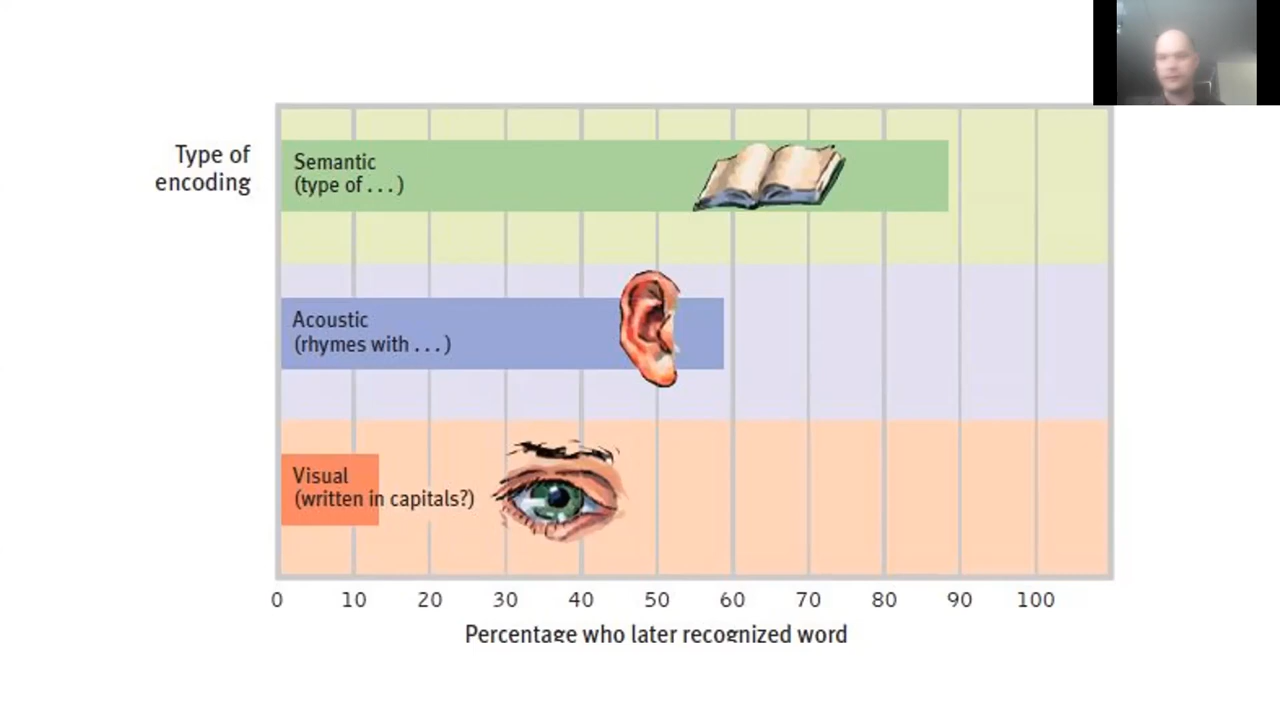 Type of
encoding
Semantic
(type of . . . )
Acoustic
(rhymes with . . . )
Visual
(written in capitals?)
0 10 20 30 40 50 60 70 80 90 100
Percentage who later recognized word